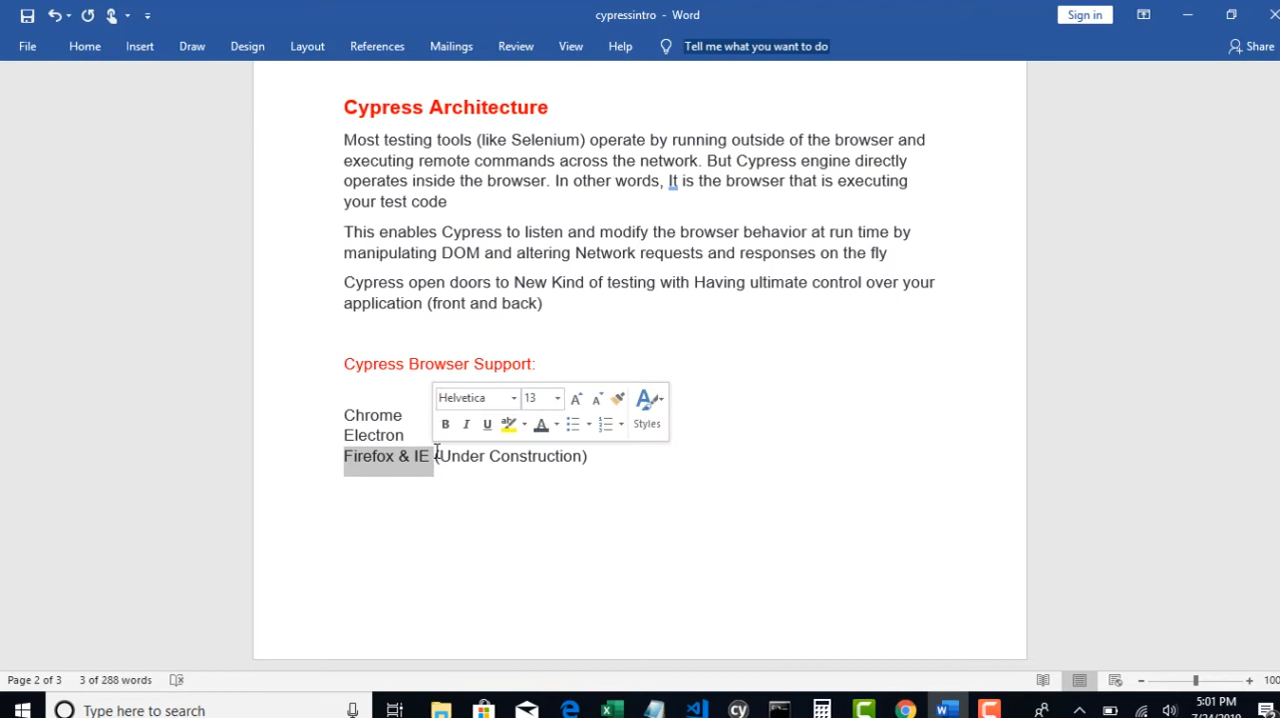 cypressintro - Word
Sign in
File Home Insert Draw Design Layout References Mailings Review View Help Tell me what you want to do Share
Cypress Architecture
Most testing tools (like Selenium) operate by running outside of the browser and
executing remote commands across the network. But Cypress engine directly
operates inside the browser. In other words, It is the browser that is executing
your test code
This enables Cypress to listen and modify the browser behavior at run time by
manipulating DOM and altering Network requests and responses on the fly
Cypress open doors to New Kind of testing with Having ultimate control over your
application (front and back)
Cypress Browser Support:
Helvetica 13 A A A
B I U ab A Styles
Chrome
Electron
Firefox & IE (Under Construction)
Page 2 of 3 3 of 288 words
100
Type here to search
cy
5:01 PM